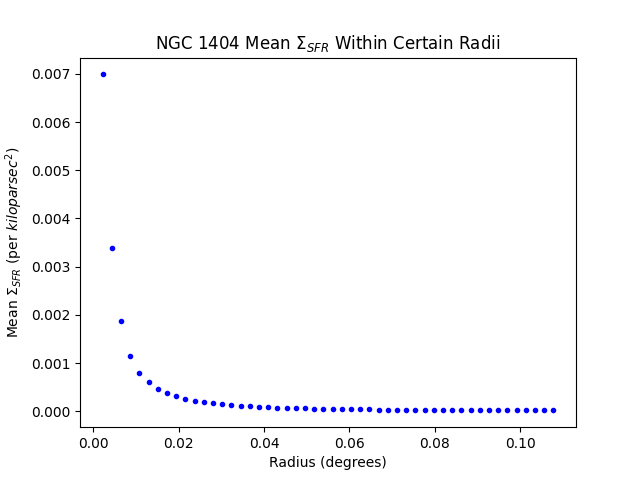 NGC 1404 Mean Σ_SFR Within Certain Radii
Mean Σ_SFR (per kiloparsec²)
0.007
0.006
0.005
0.004
0.003
0.002
0.001
0.000
0.00 0.02 0.04 0.06 0.08 0.10
Radius (degrees)